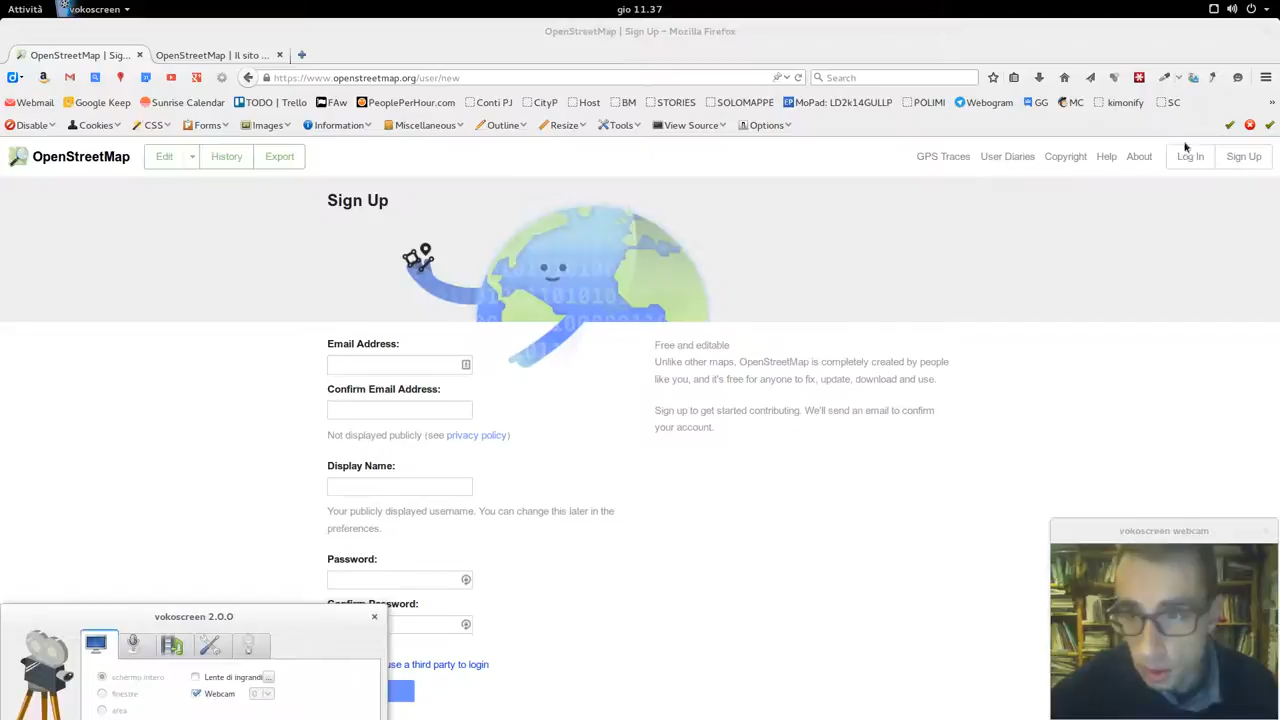 Attività vokoscreen gio 11.37
OpenStreetMap | Sign Up - Mozilla Firefox
OpenStreetMap | Sig... × OpenStreetMap | Il sito ... ×
https://www.openstreetmap.org/user/new Search
Webmail Google Keep Sunrise Calendar TODO | Trello FAw PeoplePerHour.com Conti PJ CityP Host BM STORIES SOLOMAPPE MoPad: LD2k14GULLP POLIMI Webogram GG MC kimonify SC »
Disable Cookies CSS Forms Images Information Miscellaneous Outline Resize Tools View Source Options
OpenStreetMap Edit History Export GPS Traces User Diaries Copyright Help About Log In Sign Up
Sign Up
Email Address:
Free and editable
Unlike other maps, OpenStreetMap is completely created by people
like you, and it's free for anyone to fix, update, download and use.
Confirm Email Address:
Sign up to get started contributing. We'll send an email to confirm
your account.
Not displayed publicly (see privacy policy)
Display Name:
Your publicly displayed username. You can change this later in the
preferences.
Password:
Confirm Password:
use a third party to login
vokoscreen webcam
vokoscreen 2.0.0 ×
schermo intero Lente di ingrandi ...
finestre Webcam 0
area